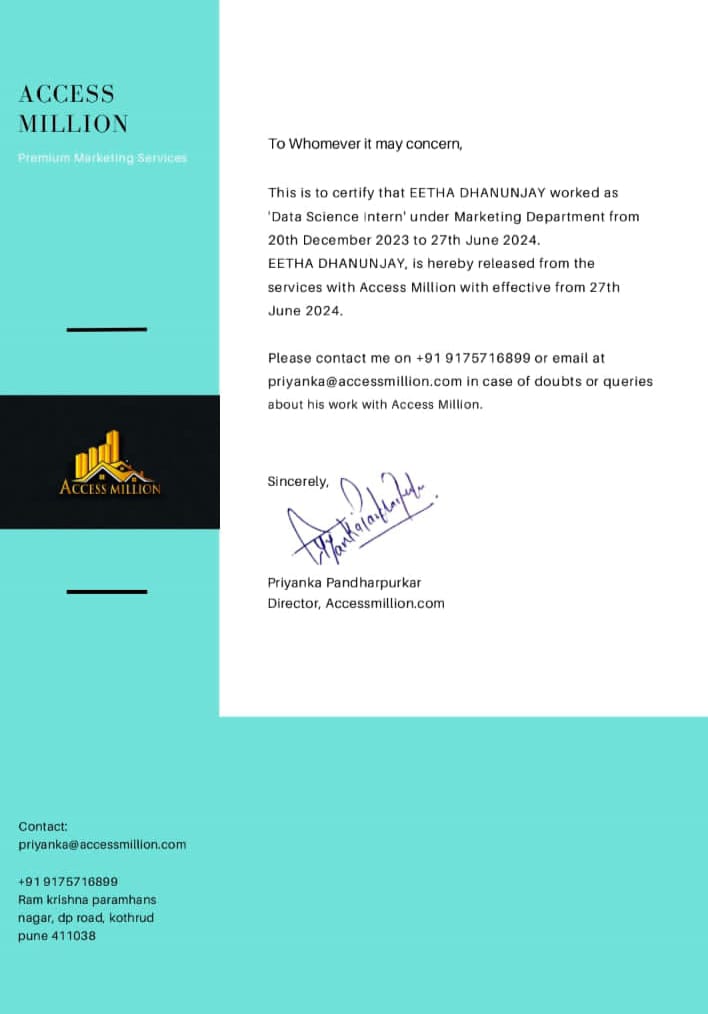 ACCESS
MILLION
Premium Marketing Services
ACCESS MILLION
Contact:
priyanka@accessmillion.com
+91 9175716899
Ram krishna paramhans
nagar, dp road, kothrud
pune 411038
To Whomever it may concern,
This is to certify that EETHA DHANUNJAY worked as
'Data Science Intern' under Marketing Department from
20th December 2023 to 27th June 2024.
EETHA DHANUNJAY, is hereby released from the
services with Access Million with effective from 27th
June 2024.
Please contact me on +91 9175716899 or email at
priyanka@accessmillion.com in case of doubts or queries
about his work with Access Million.
Sincerely,
Priyanka Pandharpurkar
Director, Accessmillion.com